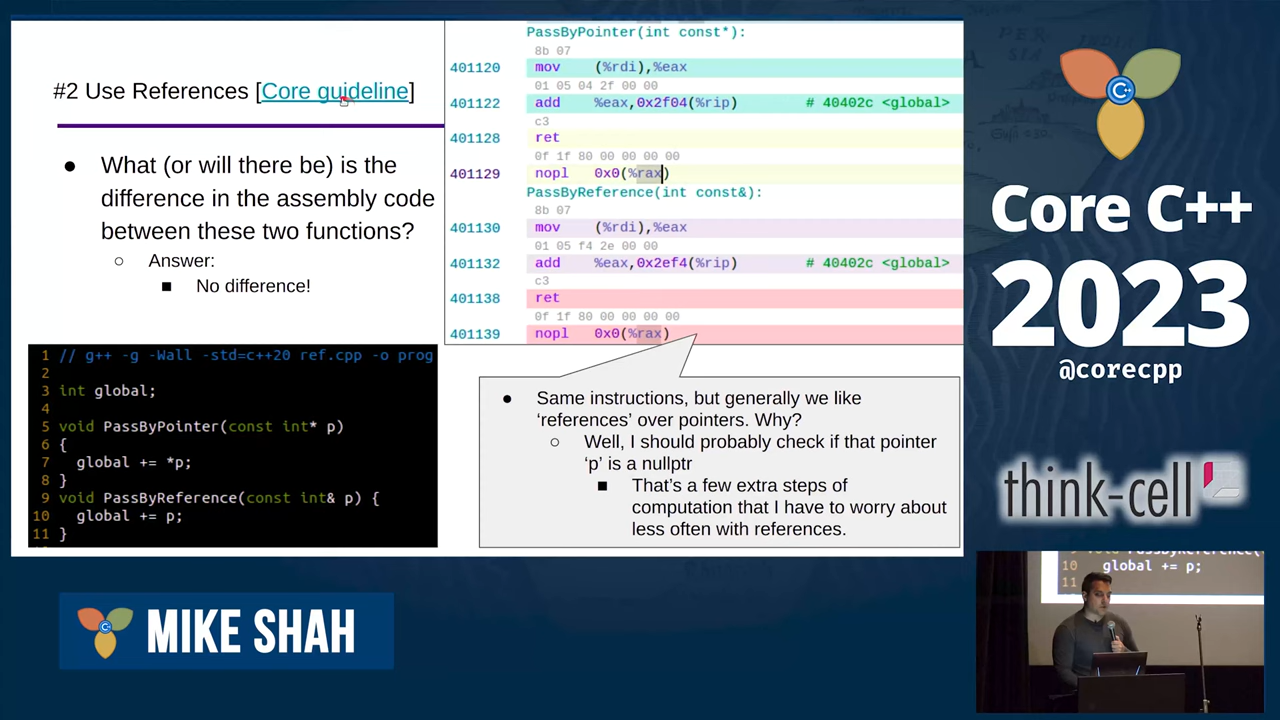 #2 Use References [Core guideline]
● What (or will there be) is the
difference in the assembly code
between these two functions?
○ Answer:
■ No difference!
1 // g++ -g -Wall -std=c++20 ref.cpp -o prog
2
3 int global;
4
5 void PassByPointer(const int* p)
6 {
7 global += *p;
8 }
9 void PassByReference(const int& p) {
10 global += p;
11 }
PassByPointer(int const*):
8b 07
401120 mov (%rdi),%eax
01 05 04 2f 00 00
401122 add %eax,0x2f04(%rip) # 40402c <global>
c3
401128 ret
0f 1f 80 00 00 00 00
401129 nopl 0x0(%rax)
PassByReference(int const&):
8b 07
401130 mov (%rdi),%eax
01 05 f4 2e 00 00
401132 add %eax,0x2ef4(%rip) # 40402c <global>
c3
401138 ret
0f 1f 80 00 00 00 00
401139 nopl 0x0(%rax)
● Same instructions, but generally we like
‘references’ over pointers. Why?
○ Well, I should probably check if that pointer
‘p’ is a nullptr
■ That’s a few extra steps of
computation that I have to worry about
less often with references.
C++
Core C++
2023
@corecpp
think-cell
10 global += p;
11
MIKE SHAH